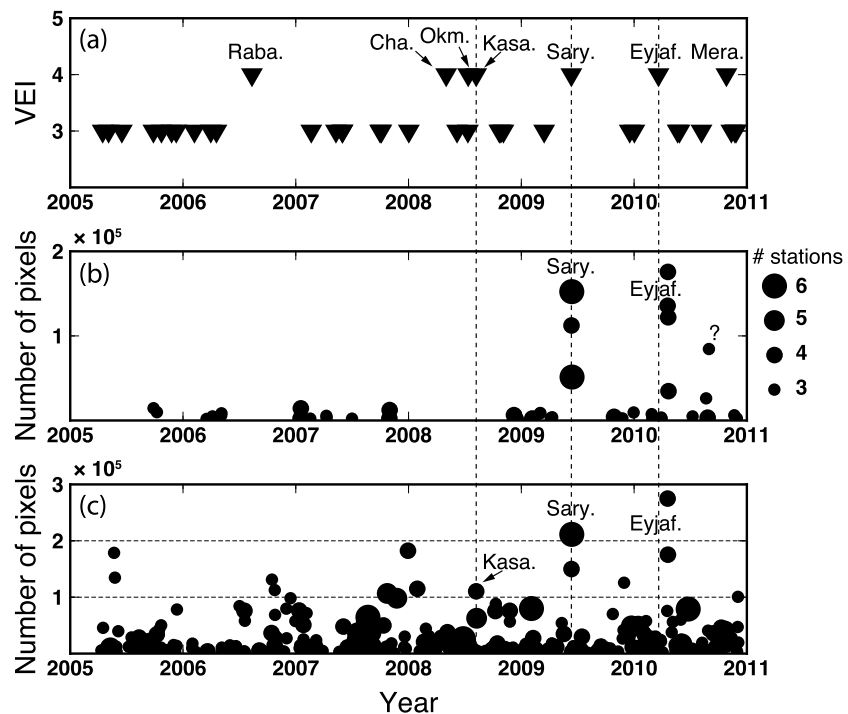 (a)
VEI
5
4
3
Raba.
Cha.
Okm.
Kasa.
Sary.
Eyjaf.
Mera.
2005 2006 2007 2008 2009 2010 2011
(b)
× 10⁵
Number of pixels
2
1
Sary.
Eyjaf.
?
2005 2006 2007 2008 2009 2010 2011
# stations
6
5
4
3
(c)
× 10⁵
Number of pixels
3
2
1
Kasa.
Sary.
Eyjaf.
2005 2006 2007 2008 2009 2010 2011
Year